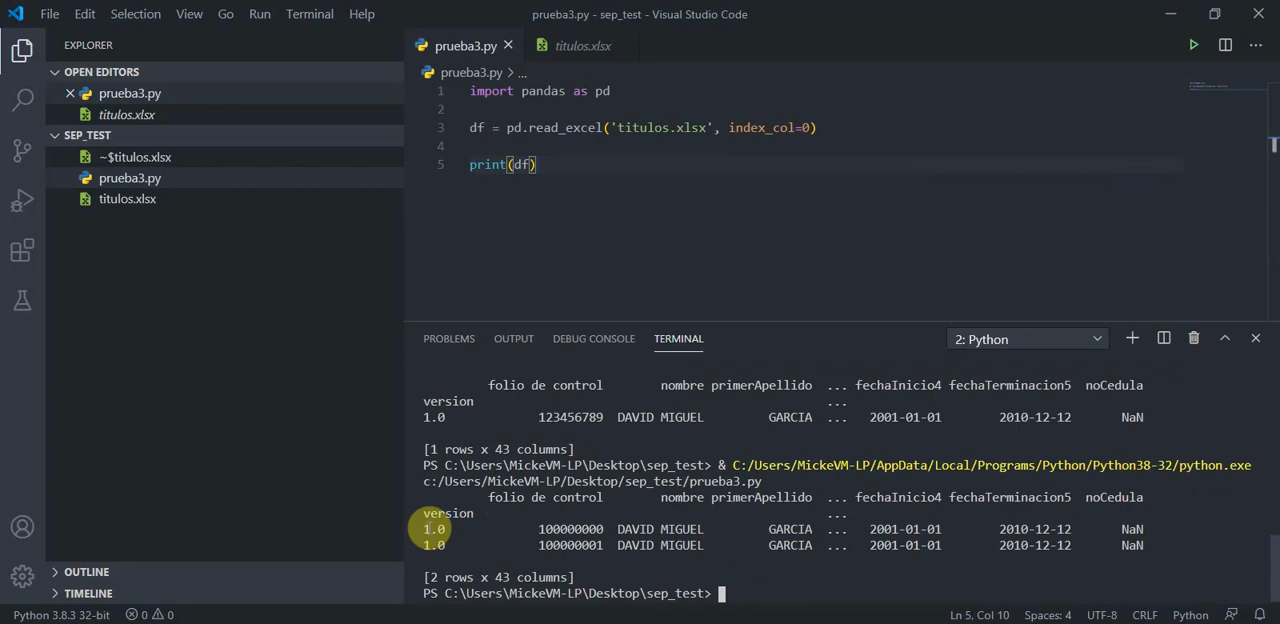 File Edit Selection View Go Run Terminal Help prueba3.py - sep_test - Visual Studio Code
EXPLORER
OPEN EDITORS
prueba3.py
titulos.xlsx
SEP_TEST
~$titulos.xlsx
prueba3.py
titulos.xlsx
OUTLINE
TIMELINE
prueba3.py titulos.xlsx
prueba3.py > ...
1 import pandas as pd
2
3 df = pd.read_excel('titulos.xlsx', index_col=0)
4
5 print(df)
PROBLEMS OUTPUT DEBUG CONSOLE TERMINAL 2: Python
folio de control nombre primerApellido ... fechaInicio4 fechaTerminacion5 noCedula
version ...
1.0 123456789 DAVID MIGUEL GARCIA ... 2001-01-01 2010-12-12 NaN
[1 rows x 43 columns]
PS C:\Users\MickeVM-LP\Desktop\sep_test> & C:/Users/MickeVM-LP/AppData/Local/Programs/Python/Python38-32/python.exe
c:/Users/MickeVM-LP/Desktop/sep_test/prueba3.py
folio de control nombre primerApellido ... fechaInicio4 fechaTerminacion5 noCedula
version ...
1.0 100000000 DAVID MIGUEL GARCIA ... 2001-01-01 2010-12-12 NaN
1.0 100000001 DAVID MIGUEL GARCIA ... 2001-01-01 2010-12-12 NaN
[2 rows x 43 columns]
PS C:\Users\MickeVM-LP\Desktop\sep_test>
Python 3.8.3 32-bit 0 0 Ln 5, Col 10 Spaces: 4 UTF-8 CRLF Python